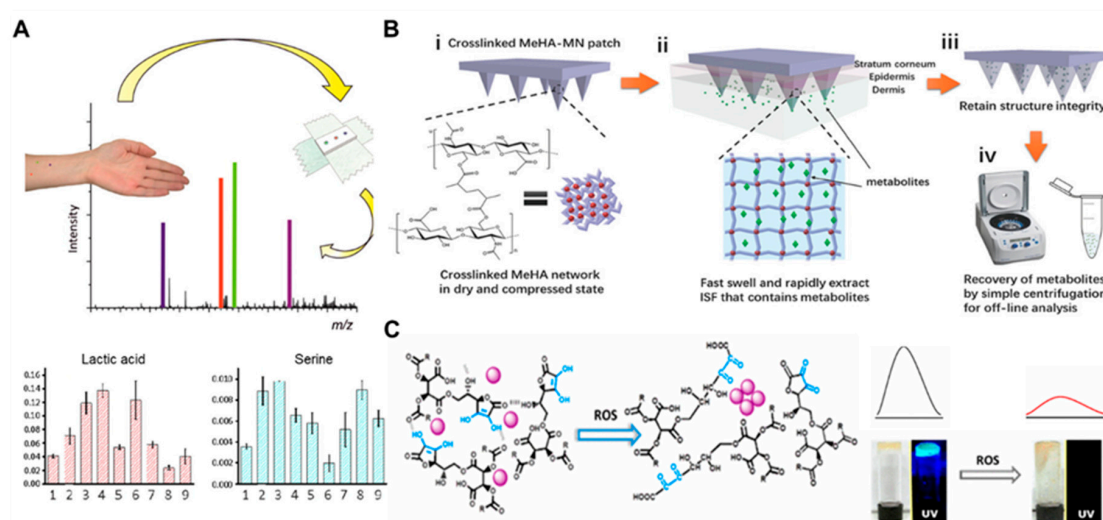 A
Intensity
m/z
Lactic acid
0.16
0.14
0.12
0.10
0.08
0.06
0.04
0.02
0.00
1 2 3 4 5 6 7 8 9
Serine
0.010
0.008
0.006
0.004
0.002
0.000
1 2 3 4 5 6 7 8 9
B
i
Crosslinked MeHA-MN patch
Crosslinked MeHA network
in dry and compressed state
ii
Stratum corneum
Epidermis
Dermis
metabolites
Fast swell and rapidly extract
ISF that contains metabolites
iii
Retain structure integrity
iv
Recovery of metabolites
by simple centrifugation
for off-line analysis
C
ROS
HOOC
HOOC
ROS
UV
UV